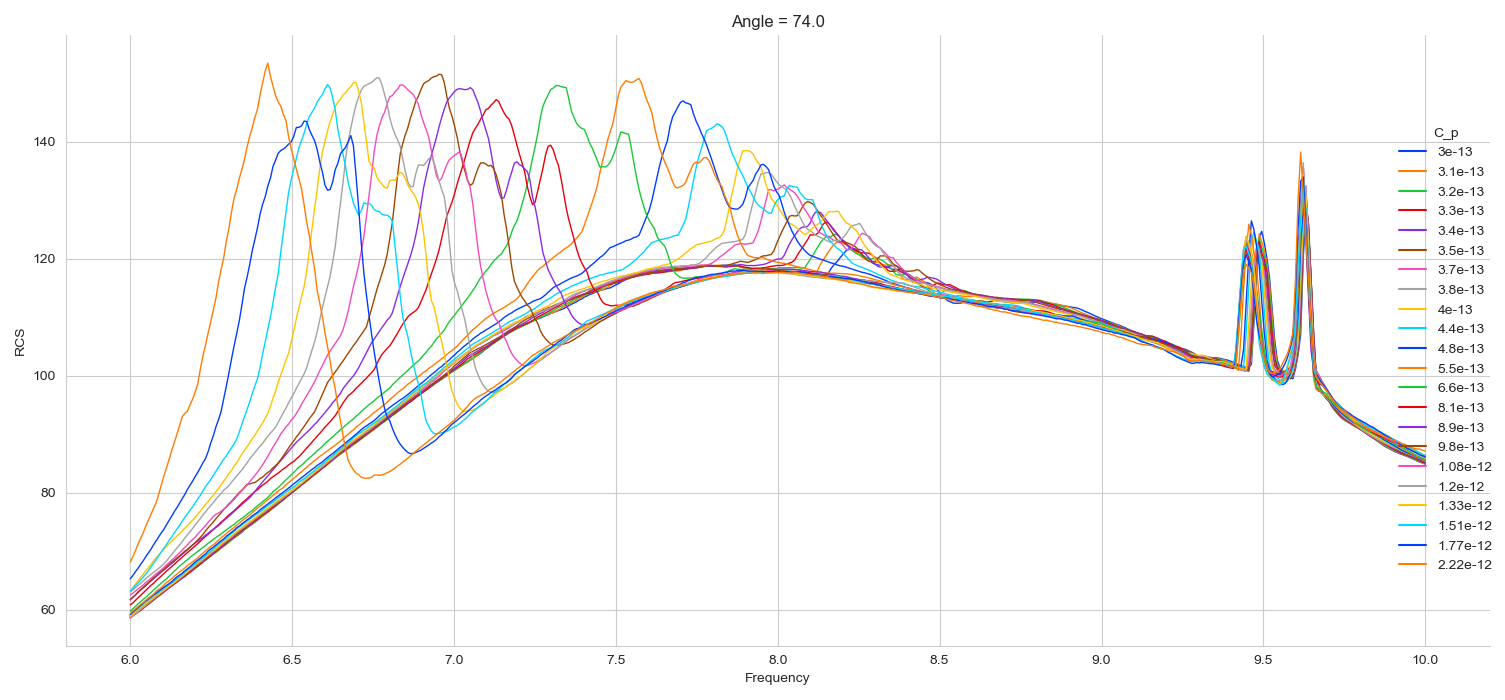 Angle = 74.0
RCS
140
120
100
80
60
6.0
6.5
7.0
7.5
8.0
8.5
9.0
9.5
10.0
Frequency
C_p
3e-13
3.1e-13
3.2e-13
3.3e-13
3.4e-13
3.5e-13
3.7e-13
3.8e-13
4e-13
4.4e-13
4.8e-13
5.5e-13
6.6e-13
8.1e-13
8.9e-13
9.8e-13
1.08e-12
1.2e-12
1.33e-12
1.51e-12
1.77e-12
2.22e-12